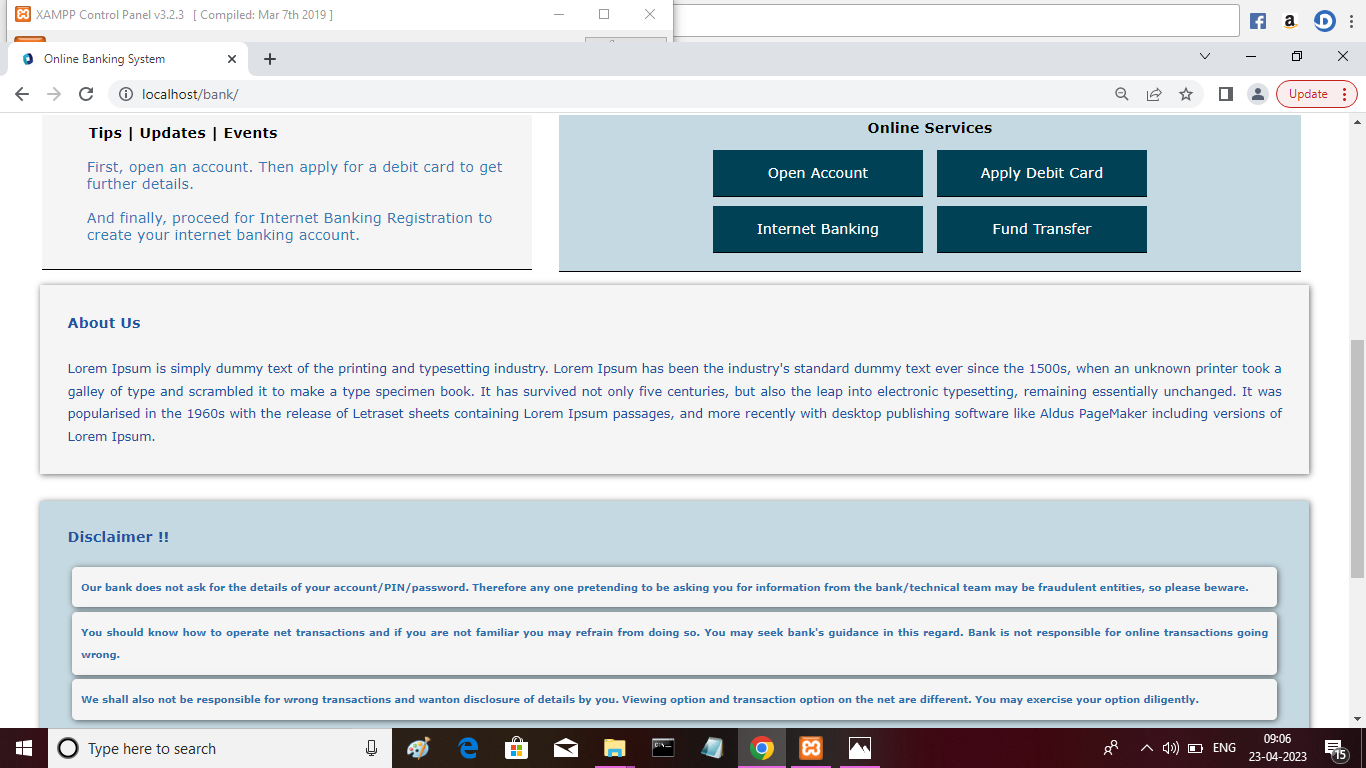 XAMPP Control Panel v3.2.3 [ Compiled: Mar 7th 2019 ]
Online Banking System
localhost/bank/
Update
Tips | Updates | Events
First, open an account. Then apply for a debit card to get
further details.
And finally, proceed for Internet Banking Registration to
create your internet banking account.
Online Services
Open Account
Apply Debit Card
Internet Banking
Fund Transfer
About Us
Lorem Ipsum is simply dummy text of the printing and typesetting industry. Lorem Ipsum has been the industry's standard dummy text ever since the 1500s, when an unknown printer took a
galley of type and scrambled it to make a type specimen book. It has survived not only five centuries, but also the leap into electronic typesetting, remaining essentially unchanged. It was
popularised in the 1960s with the release of Letraset sheets containing Lorem Ipsum passages, and more recently with desktop publishing software like Aldus PageMaker including versions of
Lorem Ipsum.
Disclaimer !!
Our bank does not ask for the details of your account/PIN/password. Therefore any one pretending to be asking you for information from the bank/technical team may be fraudulent entities, so please beware.
You should know how to operate net transactions and if you are not familiar you may refrain from doing so. You may seek bank's guidance in this regard. Bank is not responsible for online transactions going
wrong.
We shall also not be responsible for wrong transactions and wanton disclosure of details by you. Viewing option and transaction option on the net are different. You may exercise your option diligently.
Type here to search
ENG
09:06
23-04-2023
15